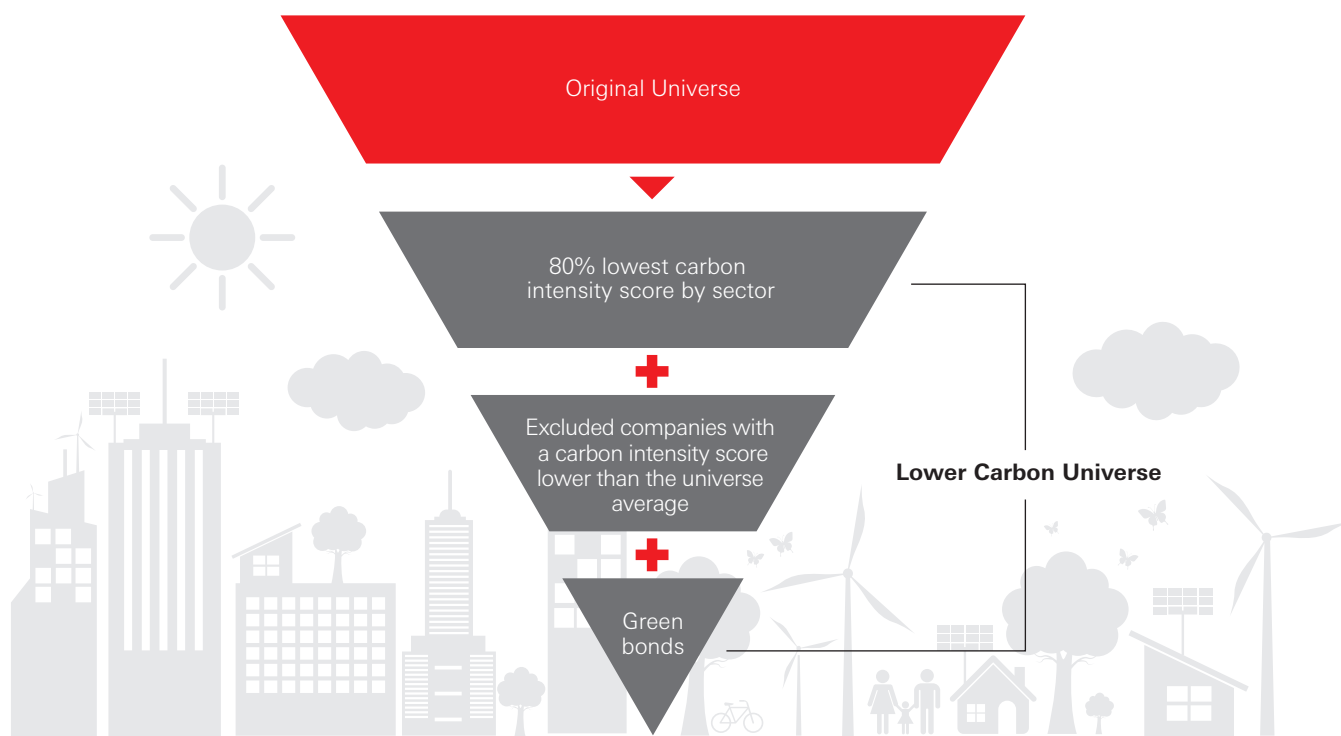 Original Universe
80% lowest carbon
intensity score by sector
Excluded companies with
a carbon intensity score
lower than the universe
average
Lower Carbon Universe
Green
bonds